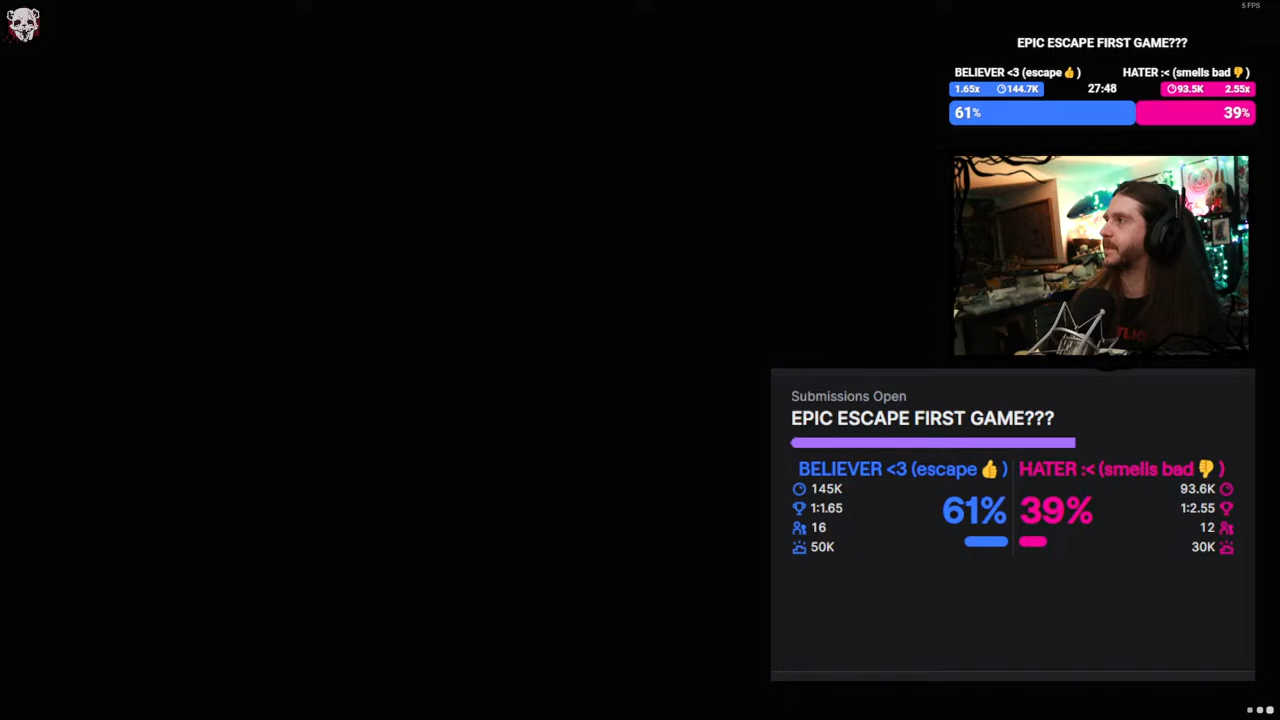 5 FPS
EPIC ESCAPE FIRST GAME???
BELIEVER <3 (escape👍) HATER :< (smells bad👎)
1.65x 144.7K 27:48 93.5K 2.55x
61% 39%
Submissions Open
EPIC ESCAPE FIRST GAME???
BELIEVER <3 (escape👍) HATER :< (smells bad👎)
145K 93.6K
1:1.65 61% 39% 1:2.55
16 12
50K 30K